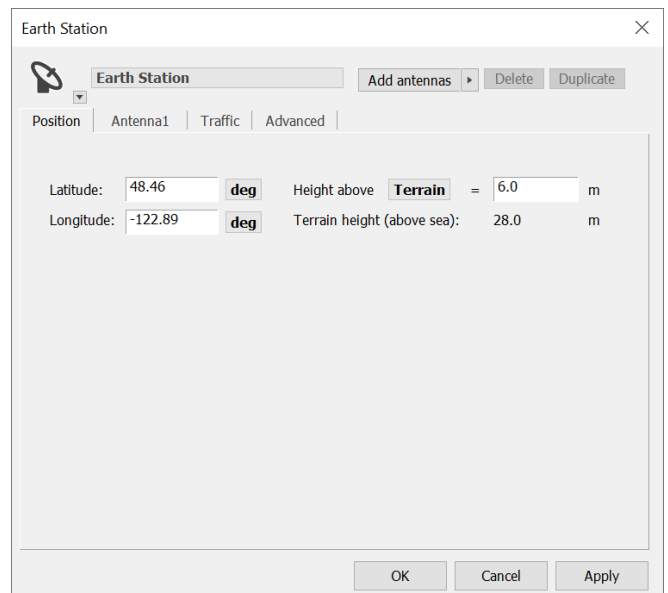 Earth Station
Earth Station Add antennas Delete Duplicate
Position Antenna1 Traffic Advanced
Latitude: 48.46 deg Height above Terrain = 6.0 m
Longitude: -122.89 deg Terrain height (above sea): 28.0 m
OK Cancel Apply